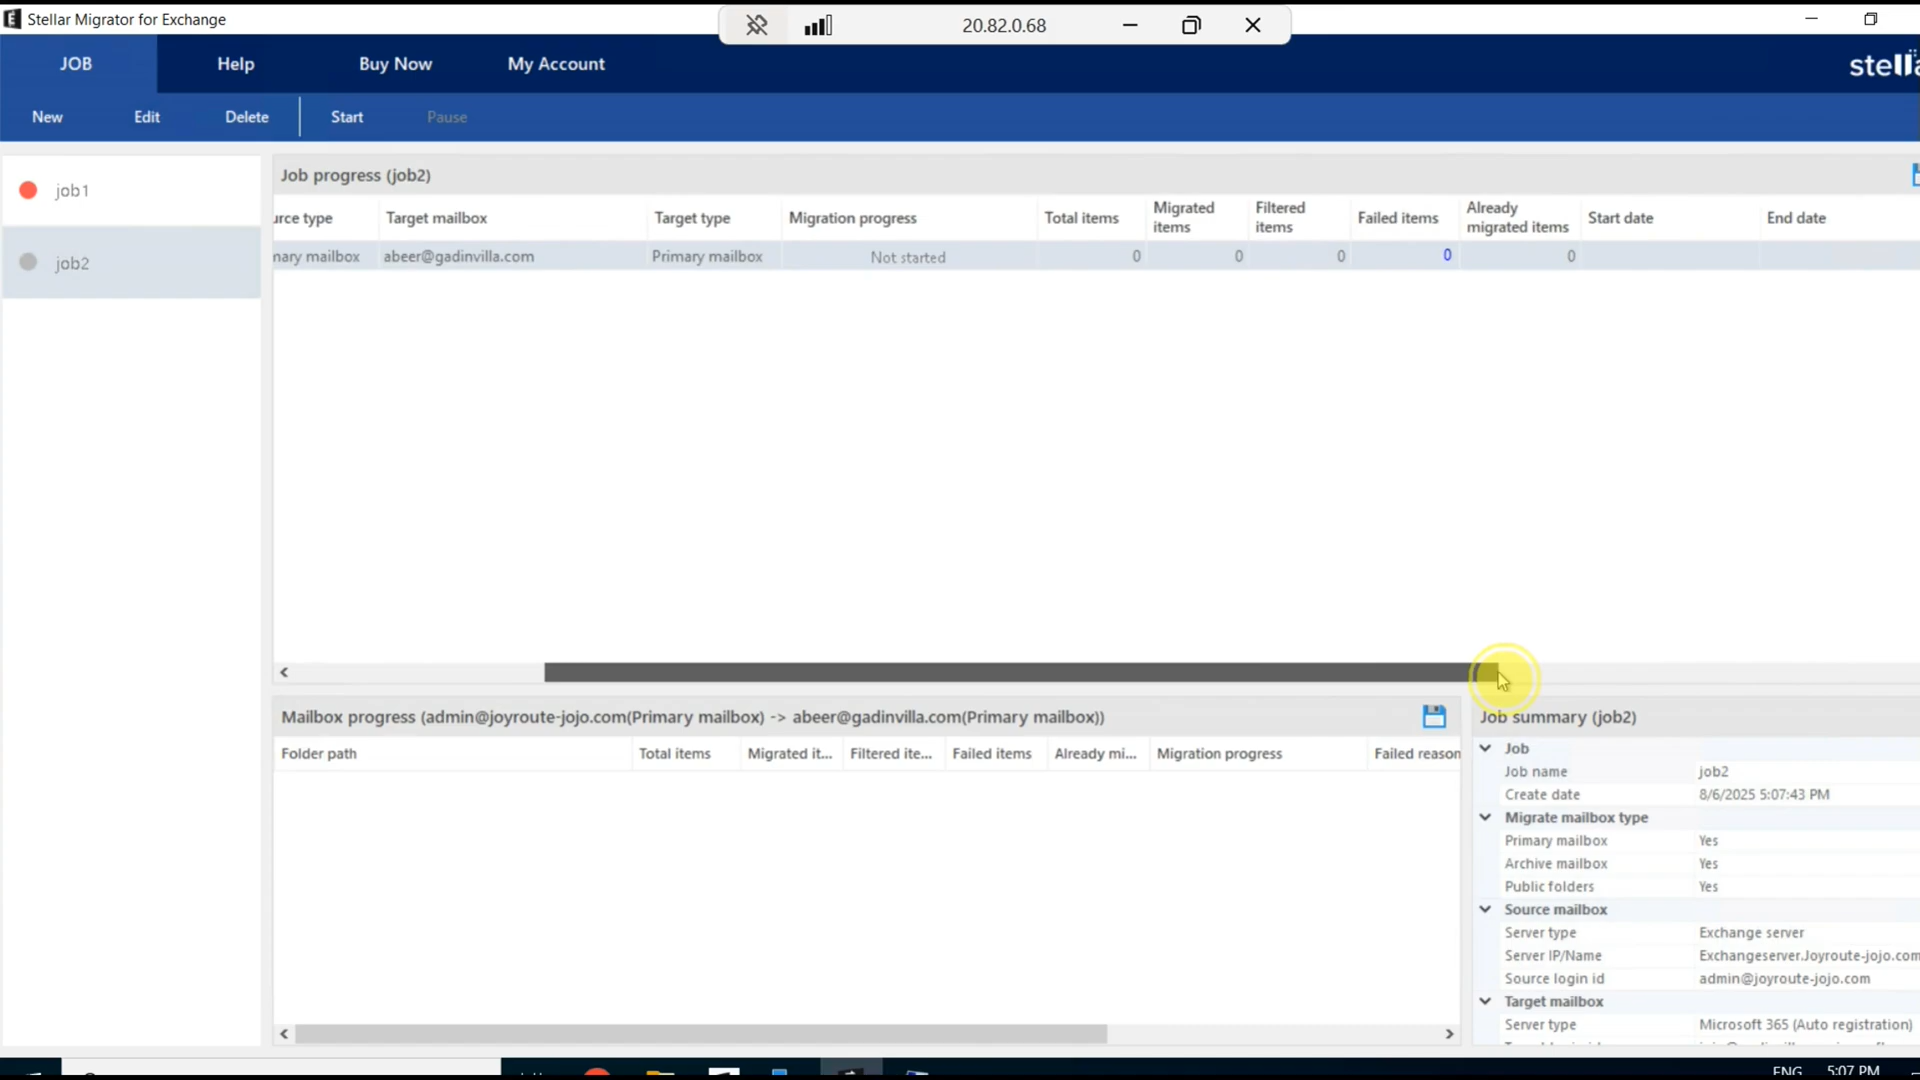 Stellar Migrator for Exchange
20.82.0.68
JOB Help Buy Now My Account
New Edit Delete Start Pause
job1
job2
Job progress (job2)
urce type Target mailbox Target type Migration progress Total items Migrated items Filtered items Failed items Already migrated items Start date End date
nary mailbox abeer@gadinvilla.com Primary mailbox Not started 0 0 0 0 0
Mailbox progress (admin@joyroute-jojo.com(Primary mailbox) -> abeer@gadinvilla.com(Primary mailbox))
Folder path Total items Migrated it... Filtered ite... Failed items Already mi... Migration progress Failed reason
Job summary (job2)
Job
Job name job2
Create date 8/6/2025 5:07:43 PM
Migrate mailbox type
Primary mailbox Yes
Archive mailbox Yes
Public folders Yes
Source mailbox
Server type Exchange server
Server IP/Name Exchangeserver.Joyroute-jojo.com
Source login id admin@joyroute-jojo.com
Target mailbox
Server type Microsoft 365 (Auto registration)
ENG 5:07 PM